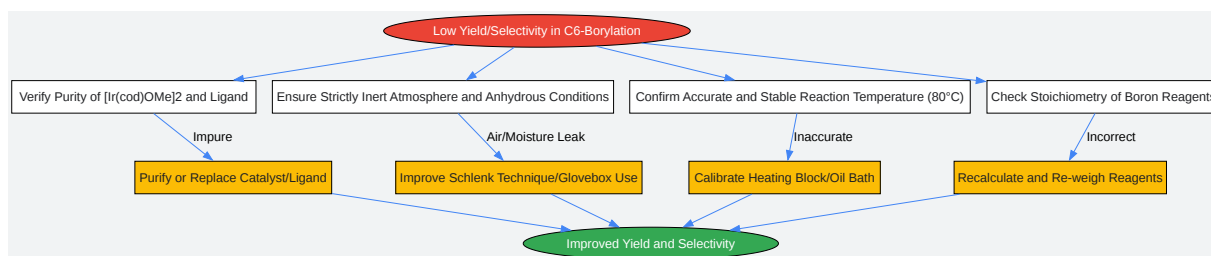 Low Yield/Selectivity in C6-Borylation
Verify Purity of [Ir(cod)OMe]2 and Ligand
Ensure Strictly Inert Atmosphere and Anhydrous Conditions
Confirm Accurate and Stable Reaction Temperature (80°C)
Check Stoichiometry of Boron Reagents
Impure
Air/Moisture Leak
Inaccurate
Incorrect
Purify or Replace Catalyst/Ligand
Improve Schlenk Technique/Glovebox Use
Calibrate Heating Block/Oil Bath
Recalculate and Re-weigh Reagents
Improved Yield and Selectivity